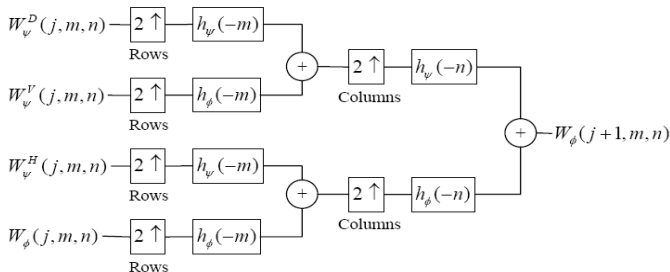 W_ψ^D(j,m,n) 2 ↑ h_ψ(−m)
Rows
+ 2 ↑ h_ψ(−n)
Columns
W_ψ^V(j,m,n) 2 ↑ h_ϕ(−m)
Rows
+ W_ϕ(j+1,m,n)
W_ψ^H(j,m,n) 2 ↑ h_ψ(−m)
Rows
+ 2 ↑ h_ϕ(−n)
Columns
W_ϕ(j,m,n) 2 ↑ h_ϕ(−m)
Rows